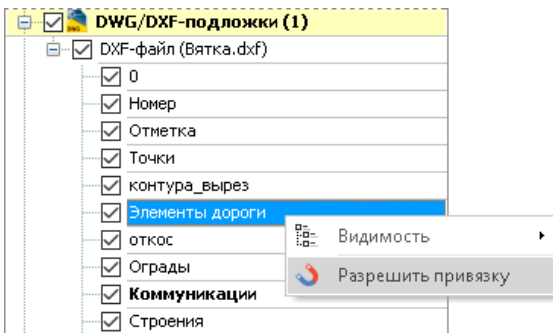 DWG/DXF-подложки (1)
DXF-файл (Вятка.dxf)
0
Номер
Отметка
Точки
контура_вырез
Элементы дороги
откос
Ограды
Коммуникации
Строения
Видимость
Разрешить привязку